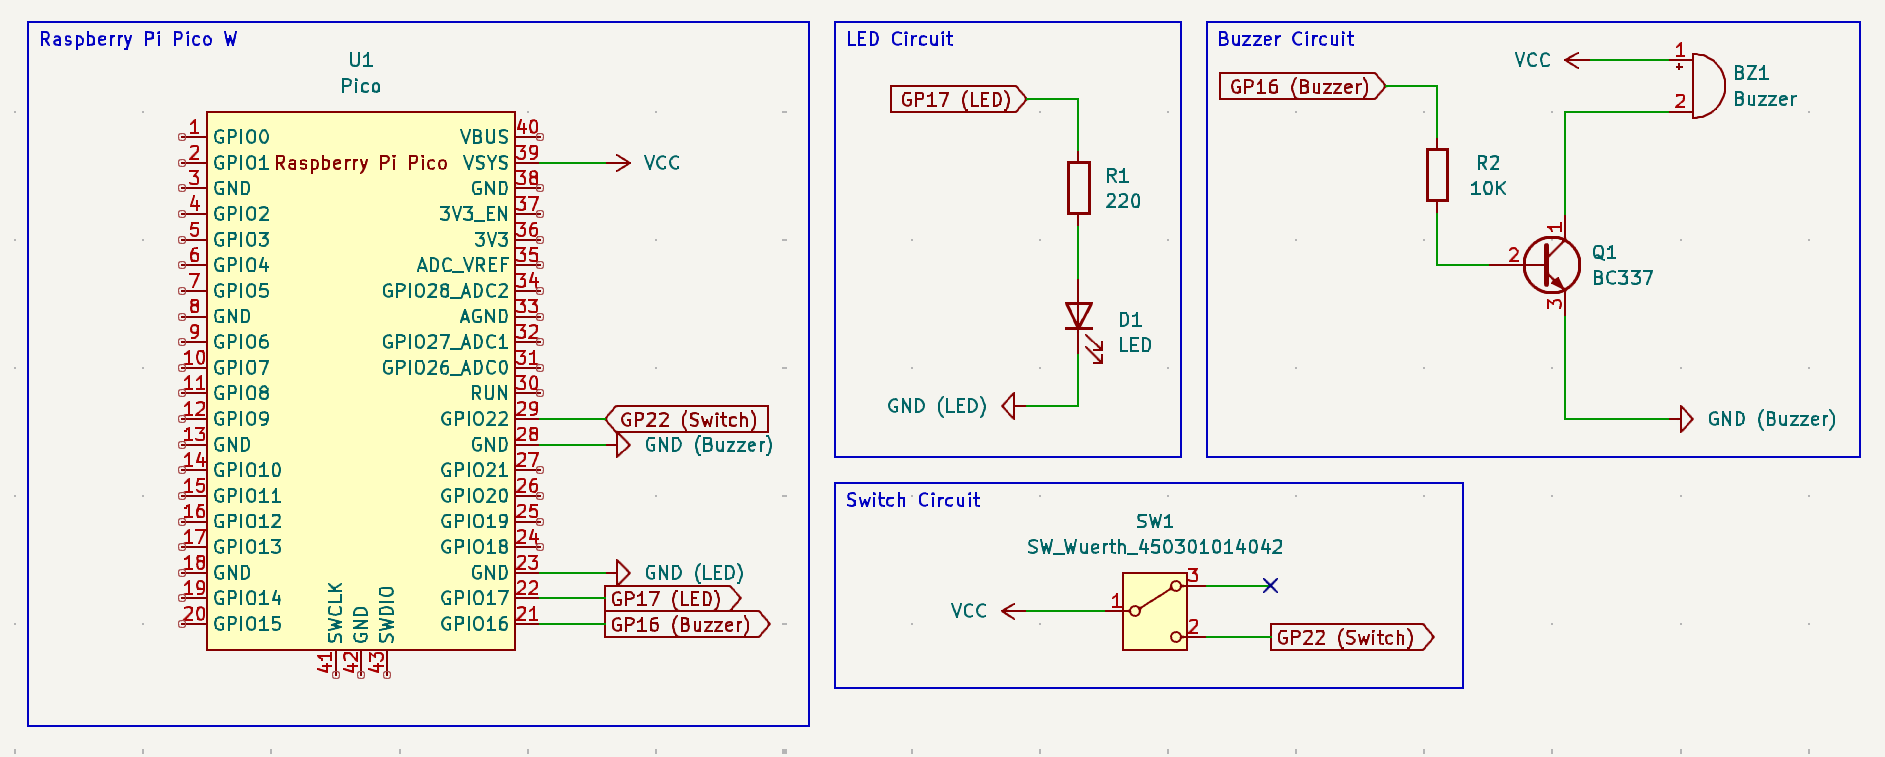 Raspberry Pi Pico W
U1
Pico
Raspberry Pi Pico
1 GPIO0
2 GPIO1
3 GND
4 GPIO2
5 GPIO3
6 GPIO4
7 GPIO5
8 GND
9 GPIO6
10 GPIO7
11 GPIO8
12 GPIO9
13 GND
14 GPIO10
15 GPIO11
16 GPIO12
17 GPIO13
18 GND
19 GPIO14
20 GPIO15
VBUS 40
VSYS 39 VCC
GND 38
3V3_EN 37
3V3 36
ADC_VREF 35
GPIO28_ADC2 34
AGND 33
GPIO27_ADC1 32
GPIO26_ADC0 31
RUN 30
GPIO22 29 GP22 (Switch)
GND 28 GND (Buzzer)
GPIO21 27
GPIO20 26
GPIO19 25
GPIO18 24
GND 23 GND (LED)
GPIO17 22 GP17 (LED)
GPIO16 21 GP16 (Buzzer)
SWCLK 41
GND 42
SWDIO 43
LED Circuit
GP17 (LED)
R1
220
D1
LED
GND (LED)
Buzzer Circuit
VCC
1
+
BZ1
Buzzer
2
GP16 (Buzzer)
R2
10K
1
2
3
Q1
BC337
GND (Buzzer)
Switch Circuit
SW1
SW_Wuerth_450301014042
3
VCC
1
2
GP22 (Switch)